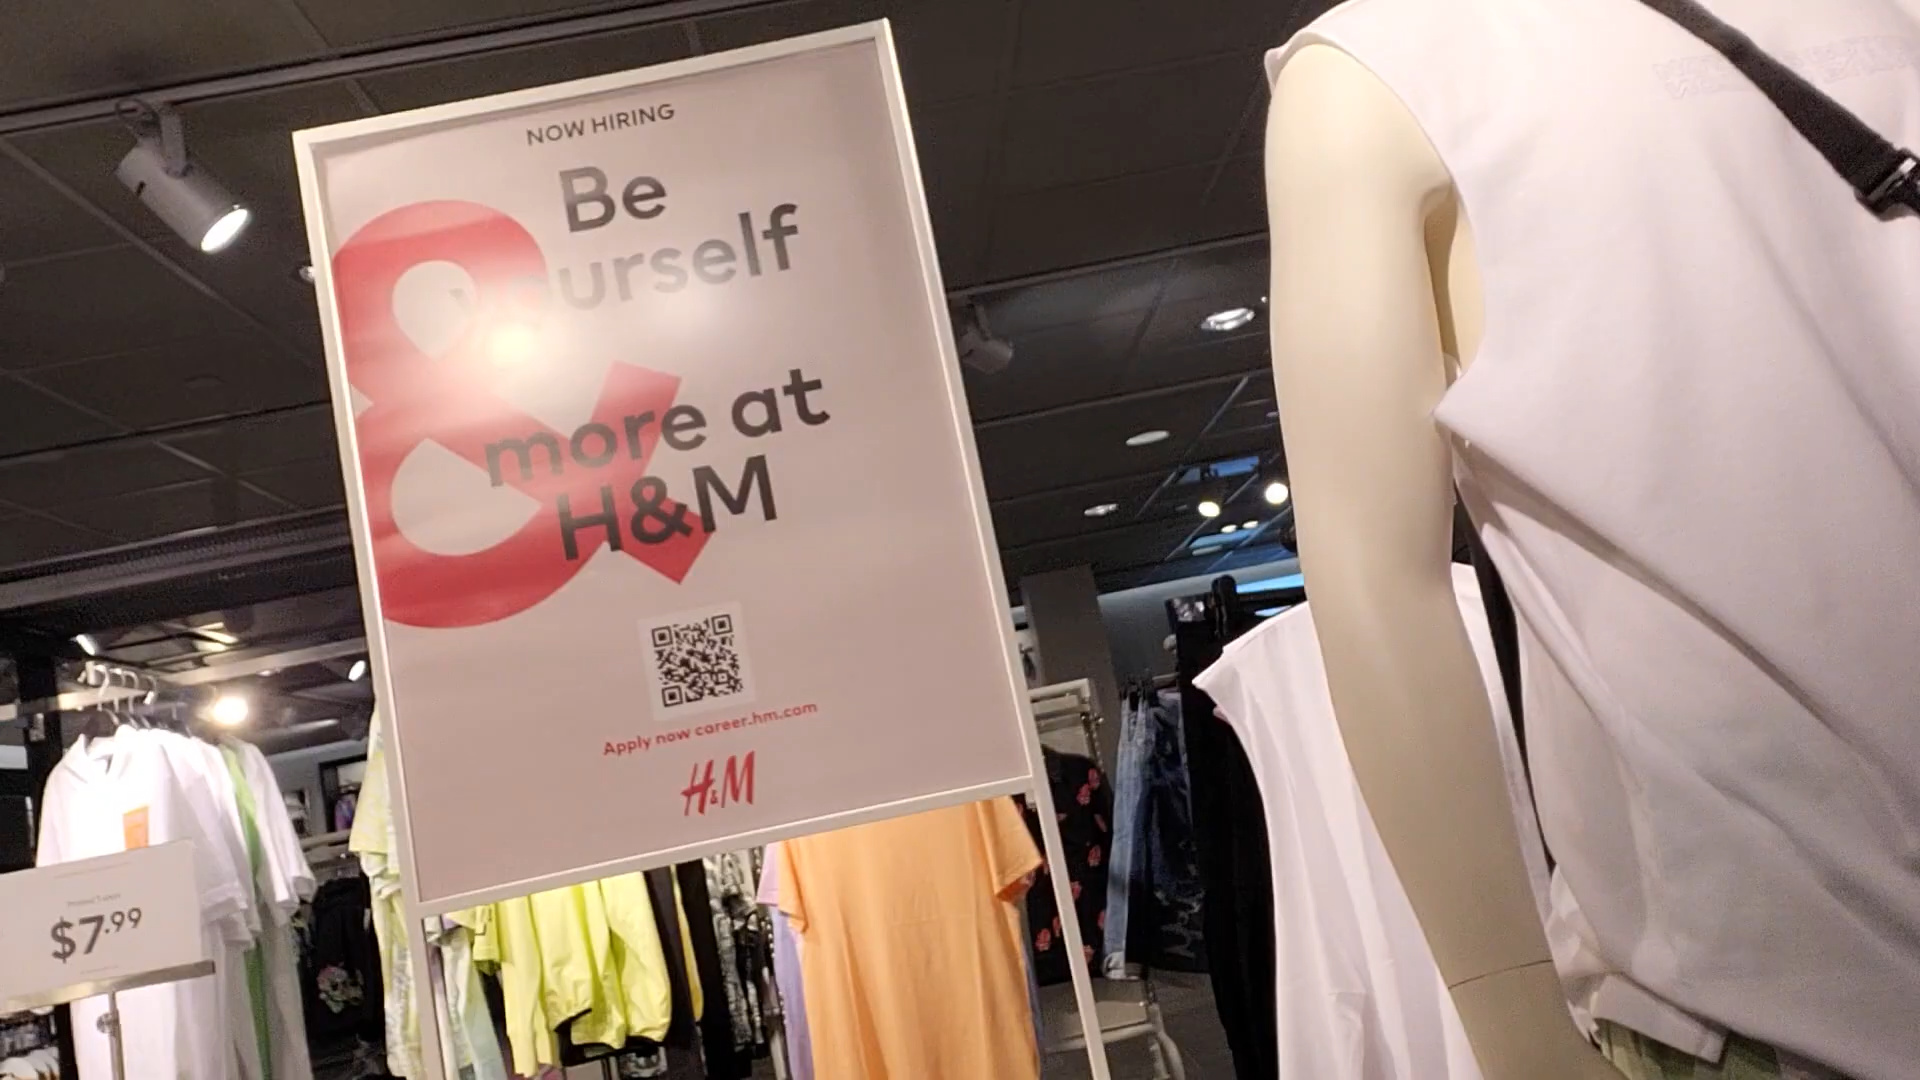 NOW HIRING
Be
yourself
&
more at
H&M
Apply now career.hm.com
H&M
$7.99